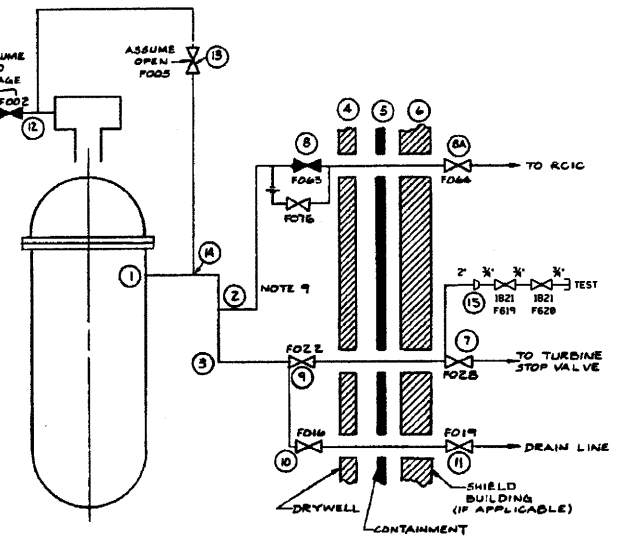 ASSUME
OPEN
F005
13
F002
12
4
5
6
8
8A
F063
F064
TO RCIC
F076
14
1
2
NOTE 9
2" ¾" ¾" ¾"
TEST
15
1B21
F619
1B21
F620
3
F022
9
7
F028
TO TURBINE
STOP VALVE
F016
10
F019
11
DRAIN LINE
DRYWELL
CONTAINMENT
SHIELD
BUILDING
(IF APPLICABLE)